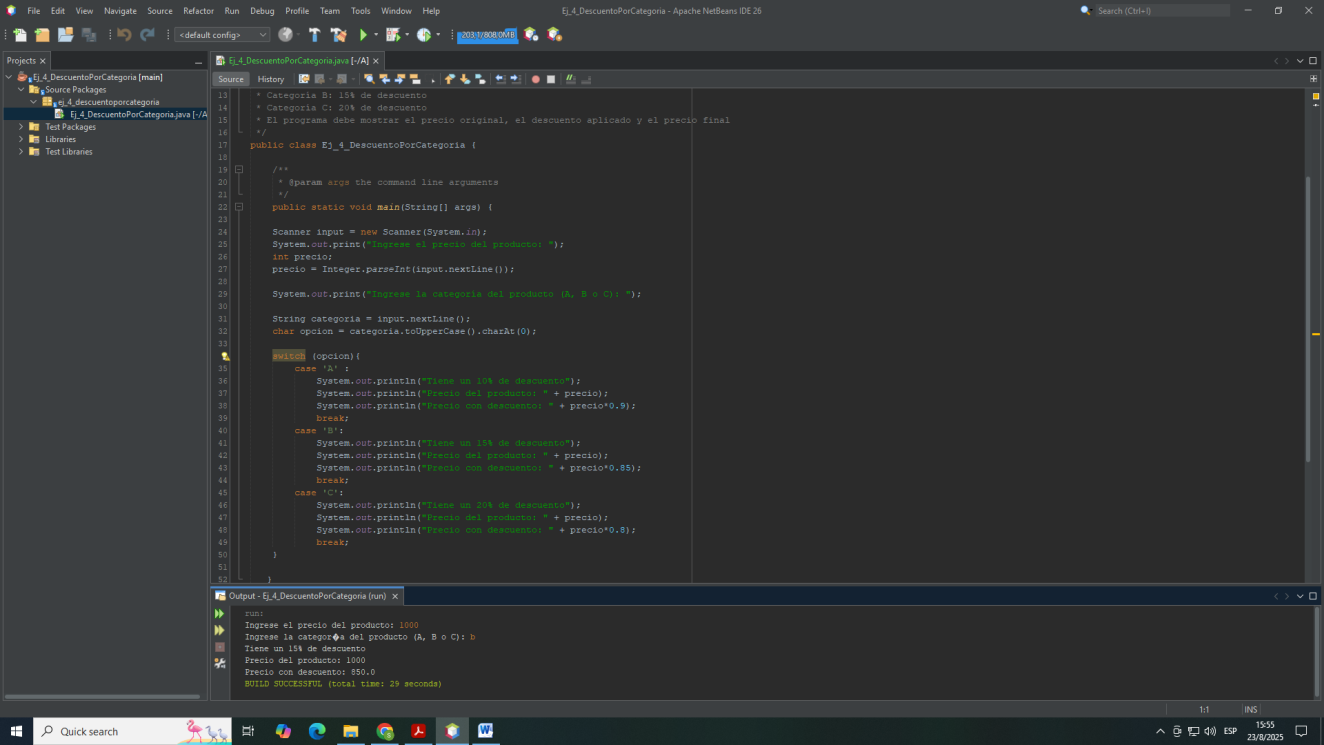 File Edit View Navigate Source Refactor Run Debug Profile Team Tools Window Help
Ej_4_DescuentoPorCategoria - Apache NetBeans IDE 26
Search (Ctrl+I)
<default config>
203.1/808.0MB
Projects
Ej_4_DescuentoPorCategoria [main]
Source Packages
ej_4_descuentoporcategoria
Ej_4_DescuentoPorCategoria.java [-/A
Test Packages
Libraries
Test Libraries
Ej_4_DescuentoPorCategoria.java [-/A]
Source History
13 * Categoría B: 15% de descuento
14 * Categoría C: 20% de descuento
15 * El programa debe mostrar el precio original, el descuento aplicado y el precio final
16 */
17 public class Ej_4_DescuentoPorCategoria {
18
19 /**
20 * @param args the command line arguments
21 */
22 public static void main(String[] args) {
23
24 Scanner input = new Scanner(System.in);
25 System.out.print("Ingrese el precio del producto: ");
26 int precio;
27 precio = Integer.parseInt(input.nextLine());
28
29 System.out.print("Ingrese la categoría del producto (A, B o C): ");
30
31 String categoria = input.nextLine();
32 char opcion = categoria.toUpperCase().charAt(0);
33
switch (opcion){
35 case 'A' :
36 System.out.println("Tiene un 10% de descuento");
37 System.out.println("Precio del producto: " + precio);
38 System.out.println("Precio con descuento: " + precio*0.9);
39 break;
40 case 'B':
41 System.out.println("Tiene un 15% de descuento");
42 System.out.println("Precio del producto: " + precio);
43 System.out.println("Precio con descuento: " + precio*0.85);
44 break;
45 case 'C':
46 System.out.println("Tiene un 20% de descuento");
47 System.out.println("Precio del producto: " + precio);
48 System.out.println("Precio con descuento: " + precio*0.8);
49 break;
50 }
51
52 }
Output - Ej_4_DescuentoPorCategoria (run)
run:
Ingrese el precio del producto: 1000
Ingrese la categor�a del producto (A, B o C): b
Tiene un 15% de descuento
Precio del producto: 1000
Precio con descuento: 850.0
BUILD SUCCESSFUL (total time: 29 seconds)
1:1 INS
Quick search
ESP
15:55
23/8/2025